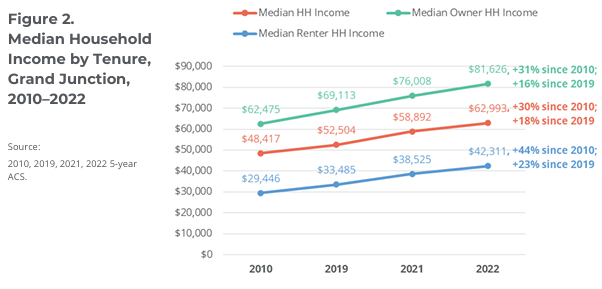 Figure 2.
Median Household
Income by Tenure,
Grand Junction,
2010–2022
Source:
2010, 2019, 2021, 2022 5-year
ACS.
Median HH Income
Median Owner HH Income
Median Renter HH Income
$90,000
$80,000
$70,000
$60,000
$50,000
$40,000
$30,000
$20,000
$10,000
$0
$62,475
$69,113
$76,008
$81,626, +31% since 2010;
+16% since 2019
$48,417
$52,504
$58,892
$62,993, +30% since 2010;
+18% since 2019
$29,446
$33,485
$38,525
$42,311, +44% since 2010;
+23% since 2019
2010
2019
2021
2022